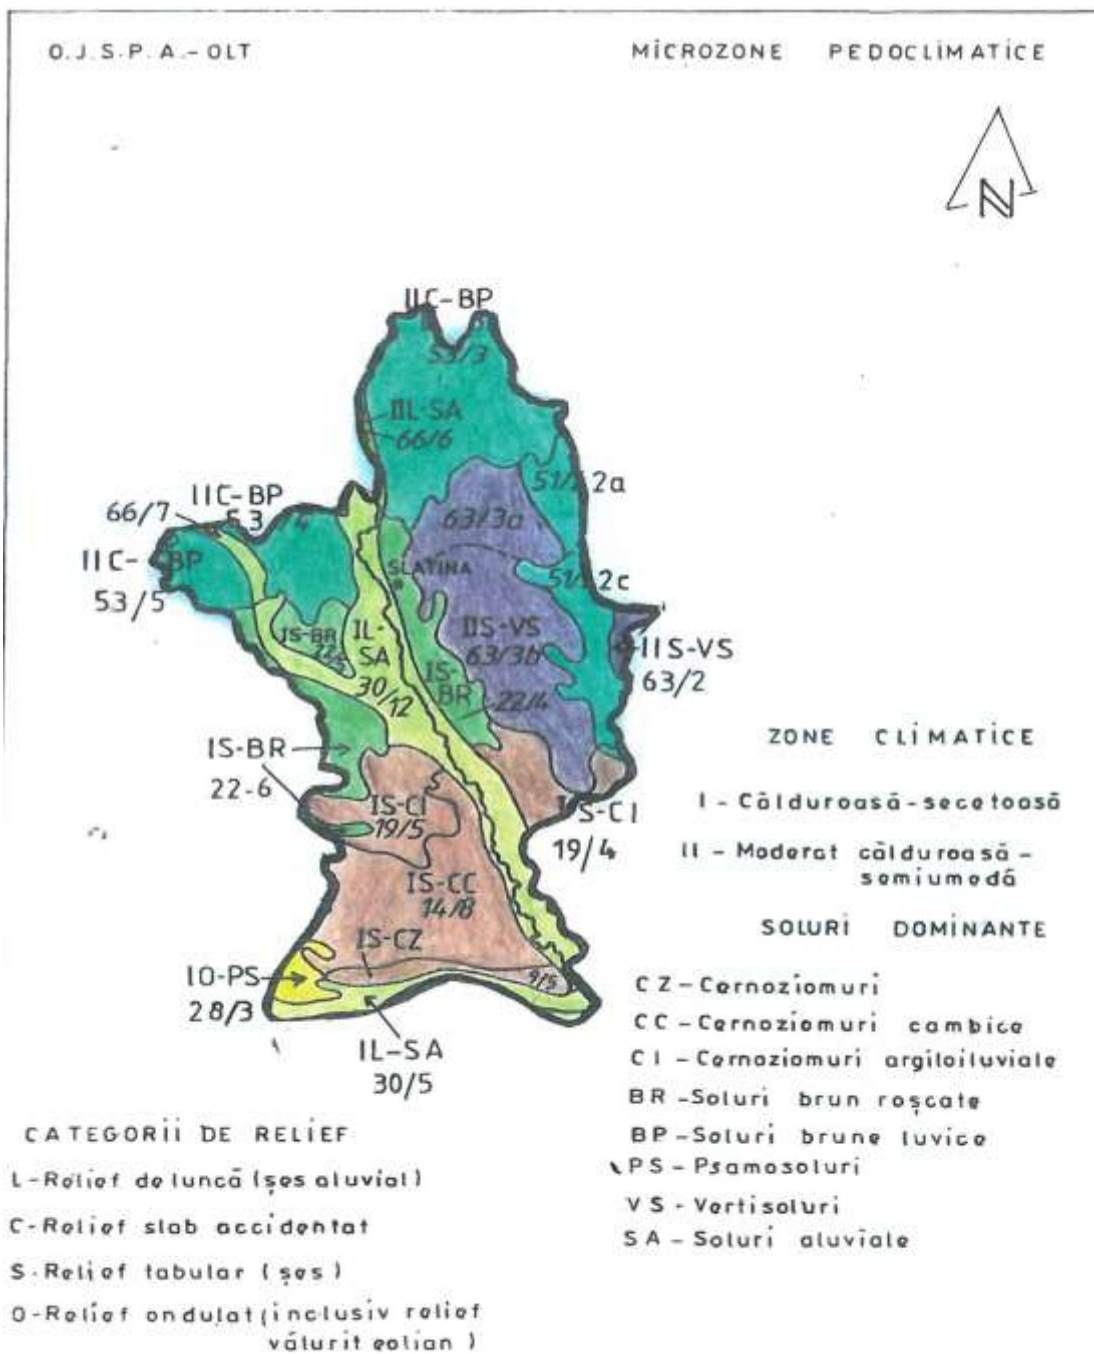 O.J.S.P.A.-OLT
MICROZONE PEDOCLIMATICE
N
IIC-BP
53/3
IIL-SA
66/6
51/ 2a
IIC-BP
66/7
53 4
63/3a
IIC- BP
53/5
SLATINA
51/ 2c
IS-BR
22/5
IL-
SA
30/12
IIS-VS
63/3b
IIS-VS
63/2
IS-
BR
22/4
IS-BR
22-6
ZONE CLIMATICE
I - Călduroasă-secetoasă
II - Moderat călduroasă-
semiumedă
IS-CI
19/5
IS-CI
19/4
IS-CC
14/8
IS-CZ
9/5
IO-PS
28/3
IL-SA
30/5
SOLURI DOMINANTE
CZ-Cernoziomuri
CC-Cernoziomuri cambice
CI-Cernoziomuri argiloiluviale
BR-Soluri brun roșcate
BP-Soluri brune luvice
PS-Psamosoluri
VS-Vertisoluri
SA-Soluri aluviale
CATEGORII DE RELIEF
L-Relief de luncă (șes aluvial)
C-Relief slab accidentat
S-Relief tabular (șes)
O-Relief ondulat (inclusiv relief
vălurit eolian)